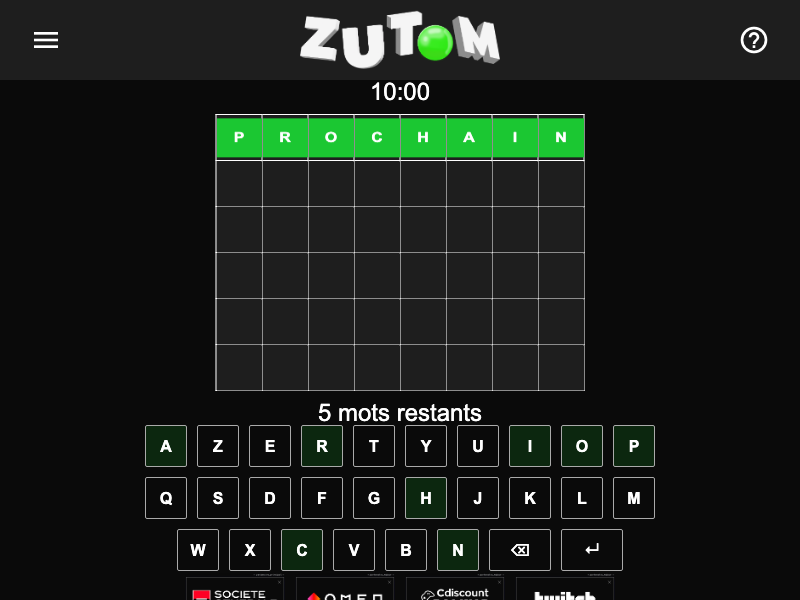 ZUTOM
10:00
P R O C H A I N
5 mots restants
A Z E R T Y U I O P
Q S D F G H J K L M
W X C V B N
SOCIETE
OMEN
Cdiscount
twitch